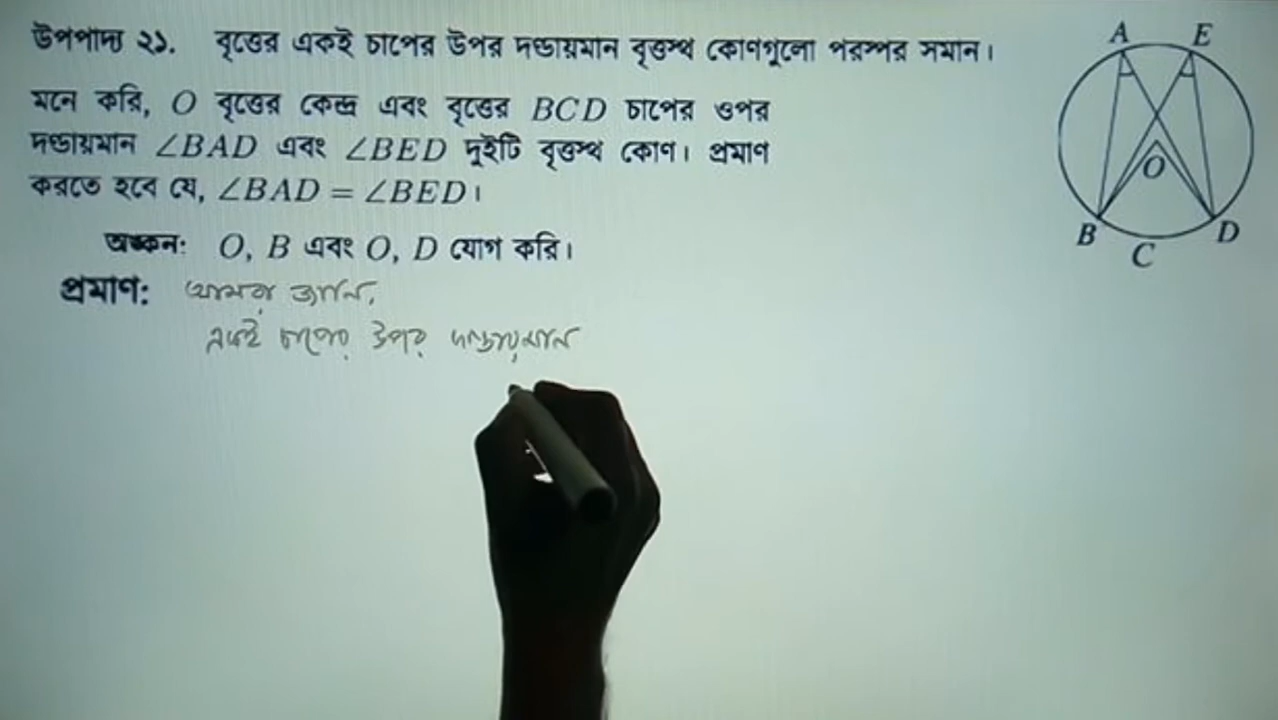 উপপাদ্য ২১. বৃত্তের একই চাপের উপর দণ্ডায়মান বৃত্তস্থ কোণগুলো পরস্পর সমান।
মনে করি, O বৃত্তের কেন্দ্র এবং বৃত্তের BCD চাপের ওপর
দণ্ডায়মান ∠BAD এবং ∠BED দুইটি বৃত্তস্থ কোণ। প্রমাণ
করতে হবে যে, ∠BAD = ∠BED।
অঙ্কন: O, B এবং O, D যোগ করি।
প্রমাণ: আমরা জানি,
একই চাপের উপর দন্ডায়মান
A E
O
B D
C